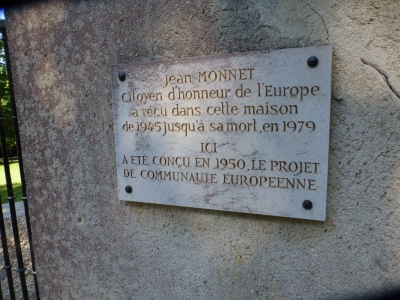 Jean MONNET
Citoyen d'honneur de l'Europe
a vécu dans cette maison
de 1945 jusqu'à sa mort, en 1979
ICI
A ETE CONÇU EN 1950, LE PROJET
DE COMMUNAUTE EUROPEENNE